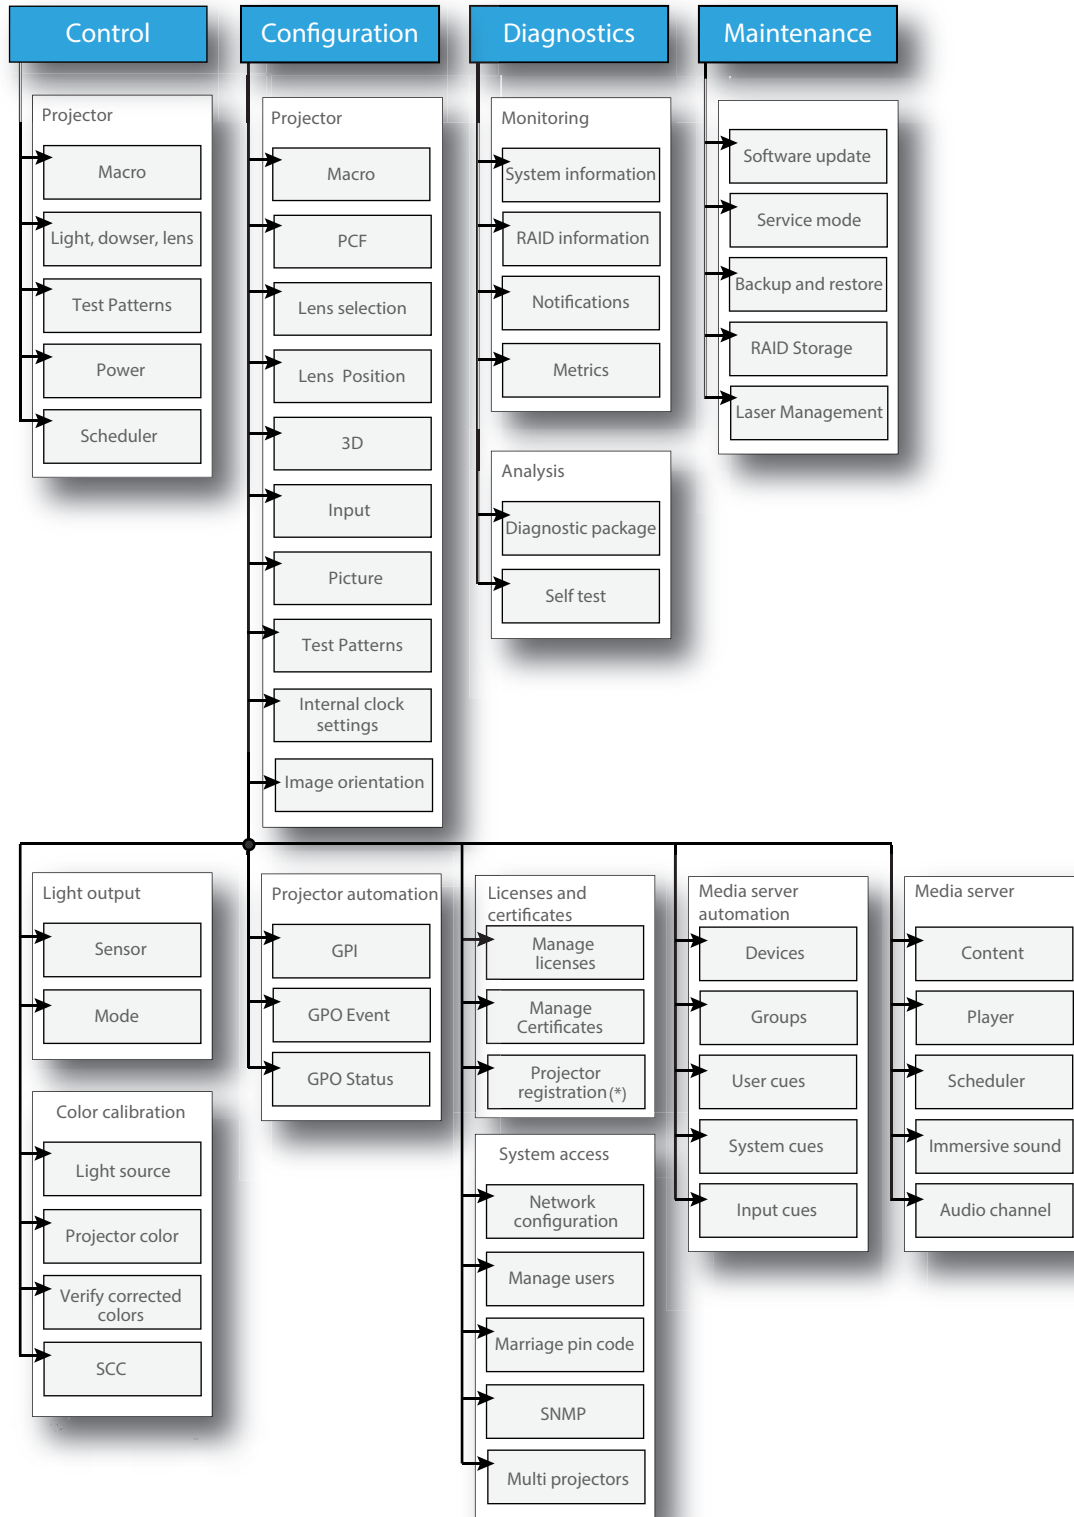 Control
Configuration
Diagnostics
Maintenance
Projector
Macro
Light, dowser, lens
Test Patterns
Power
Scheduler
Projector
Macro
PCF
Lens selection
Lens Position
3D
Input
Picture
Test Patterns
Internal clock
settings
Image orientation
Monitoring
System information
RAID information
Notifications
Metrics
Analysis
Diagnostic package
Self test
Software update
Service mode
Backup and restore
RAID Storage
Laser Management
Light output
Sensor
Mode
Color calibration
Light source
Projector color
Verify corrected
colors
SCC
Projector automation
GPI
GPO Event
GPO Status
Licenses and
certificates
Manage
licenses
Manage
Certificates
Projector
registration (*)
System access
Network
configuration
Manage users
Marriage pin code
SNMP
Multi projectors
Media server
automation
Devices
Groups
User cues
System cues
Input cues
Media server
Content
Player
Scheduler
Immersive sound
Audio channel